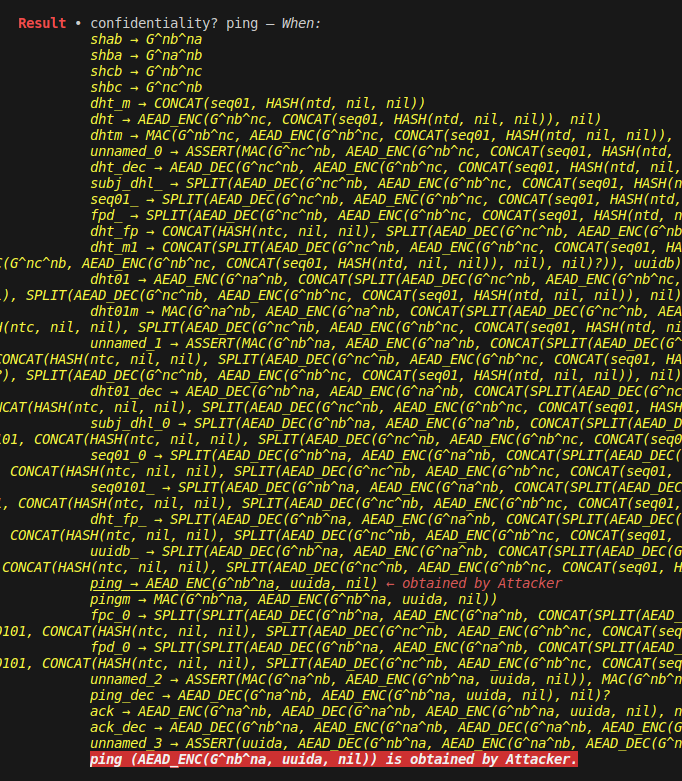 Result • confidentiality? ping — When:
shab → G^nb^na
shba → G^na^nb
shcb → G^nb^nc
shbc → G^nc^nb
dht_m → CONCAT(seq01, HASH(ntd, nil, nil))
dht → AEAD_ENC(G^nb^nc, CONCAT(seq01, HASH(ntd, nil, nil)), nil)
dhtm → MAC(G^nb^nc, AEAD_ENC(G^nb^nc, CONCAT(seq01, HASH(ntd, nil, nil)),
unnamed_0 → ASSERT(MAC(G^nc^nb, AEAD_ENC(G^nb^nc, CONCAT(seq01, HASH(ntd,
dht_dec → AEAD_DEC(G^nc^nb, AEAD_ENC(G^nb^nc, CONCAT(seq01, HASH(ntd, nil,
subj_dhl_ → SPLIT(AEAD_DEC(G^nc^nb, AEAD_ENC(G^nb^nc, CONCAT(seq01, HASH(n
seq01_ → SPLIT(AEAD_DEC(G^nc^nb, AEAD_ENC(G^nb^nc, CONCAT(seq01, HASH(ntd,
fpd_ → SPLIT(AEAD_DEC(G^nc^nb, AEAD_ENC(G^nb^nc, CONCAT(seq01, HASH(ntd, n
dht_fp → CONCAT(HASH(ntc, nil, nil), SPLIT(AEAD_DEC(G^nc^nb, AEAD_ENC(G^nb
dht_m1 → CONCAT(SPLIT(AEAD_DEC(G^nc^nb, AEAD_ENC(G^nb^nc, CONCAT(seq01, HA
C(G^nc^nb, AEAD_ENC(G^nb^nc, CONCAT(seq01, HASH(ntd, nil, nil)), nil), nil)?)), uuidb)
dht01 → AEAD_ENC(G^na^nb, CONCAT(SPLIT(AEAD_DEC(G^nc^nb, AEAD_ENC(G^nb^nc,
l), SPLIT(AEAD_DEC(G^nc^nb, AEAD_ENC(G^nb^nc, CONCAT(seq01, HASH(ntd, nil, nil)), nil)
dht01m → MAC(G^na^nb, AEAD_ENC(G^na^nb, CONCAT(SPLIT(AEAD_DEC(G^nc^nb, AEA
H(ntc, nil, nil), SPLIT(AEAD_DEC(G^nc^nb, AEAD_ENC(G^nb^nc, CONCAT(seq01, HASH(ntd, ni
unnamed_1 → ASSERT(MAC(G^nb^na, AEAD_ENC(G^na^nb, CONCAT(SPLIT(AEAD_DEC(G^
CONCAT(HASH(ntc, nil, nil), SPLIT(AEAD_DEC(G^nc^nb, AEAD_ENC(G^nb^nc, CONCAT(seq01, HA
?), SPLIT(AEAD_DEC(G^nc^nb, AEAD_ENC(G^nb^nc, CONCAT(seq01, HASH(ntd, nil, nil)), nil)
dht01_dec → AEAD_DEC(G^nb^na, AEAD_ENC(G^na^nb, CONCAT(SPLIT(AEAD_DEC(G^nc
NCAT(HASH(ntc, nil, nil), SPLIT(AEAD_DEC(G^nc^nb, AEAD_ENC(G^nb^nc, CONCAT(seq01, HASH
subj_dhl_0 → SPLIT(AEAD_DEC(G^nb^na, AEAD_ENC(G^na^nb, CONCAT(SPLIT(AEAD_D
101, CONCAT(HASH(ntc, nil, nil), SPLIT(AEAD_DEC(G^nc^nb, AEAD_ENC(G^nb^nc, CONCAT(seq0
seq01_0 → SPLIT(AEAD_DEC(G^nb^na, AEAD_ENC(G^na^nb, CONCAT(SPLIT(AEAD_DEC(
CONCAT(HASH(ntc, nil, nil), SPLIT(AEAD_DEC(G^nc^nb, AEAD_ENC(G^nb^nc, CONCAT(seq01,
seq0101_ → SPLIT(AEAD_DEC(G^nb^na, AEAD_ENC(G^na^nb, CONCAT(SPLIT(AEAD_DEC
, CONCAT(HASH(ntc, nil, nil), SPLIT(AEAD_DEC(G^nc^nb, AEAD_ENC(G^nb^nc, CONCAT(seq01,
dht_fp_ → SPLIT(AEAD_DEC(G^nb^na, AEAD_ENC(G^na^nb, CONCAT(SPLIT(AEAD_DEC(
CONCAT(HASH(ntc, nil, nil), SPLIT(AEAD_DEC(G^nc^nb, AEAD_ENC(G^nb^nc, CONCAT(seq01,
uuidb_ → SPLIT(AEAD_DEC(G^nb^na, AEAD_ENC(G^na^nb, CONCAT(SPLIT(AEAD_DEC(G
CONCAT(HASH(ntc, nil, nil), SPLIT(AEAD_DEC(G^nc^nb, AEAD_ENC(G^nb^nc, CONCAT(seq01, H
ping → AEAD_ENC(G^nb^na, uuida, nil) ← obtained by Attacker
pingm → MAC(G^nb^na, AEAD_ENC(G^nb^na, uuida, nil))
fpc_0 → SPLIT(SPLIT(AEAD_DEC(G^nb^na, AEAD_ENC(G^na^nb, CONCAT(SPLIT(AEAD_
0101, CONCAT(HASH(ntc, nil, nil), SPLIT(AEAD_DEC(G^nc^nb, AEAD_ENC(G^nb^nc, CONCAT(seq
fpd_0 → SPLIT(SPLIT(AEAD_DEC(G^nb^na, AEAD_ENC(G^na^nb, CONCAT(SPLIT(AEAD_
0101, CONCAT(HASH(ntc, nil, nil), SPLIT(AEAD_DEC(G^nc^nb, AEAD_ENC(G^nb^nc, CONCAT(seq
unnamed_2 → ASSERT(MAC(G^na^nb, AEAD_ENC(G^nb^na, uuida, nil)), MAC(G^nb^n
ping_dec → AEAD_DEC(G^na^nb, AEAD_ENC(G^nb^na, uuida, nil), nil)?
ack → AEAD_ENC(G^na^nb, AEAD_DEC(G^na^nb, AEAD_ENC(G^nb^na, uuida, nil), n
ack_dec → AEAD_DEC(G^nb^na, AEAD_ENC(G^na^nb, AEAD_DEC(G^na^nb, AEAD_ENC(G
unnamed_3 → ASSERT(uuida, AEAD_DEC(G^nb^na, AEAD_ENC(G^na^nb, AEAD_DEC(G^n
ping (AEAD_ENC(G^nb^na, uuida, nil)) is obtained by Attacker.